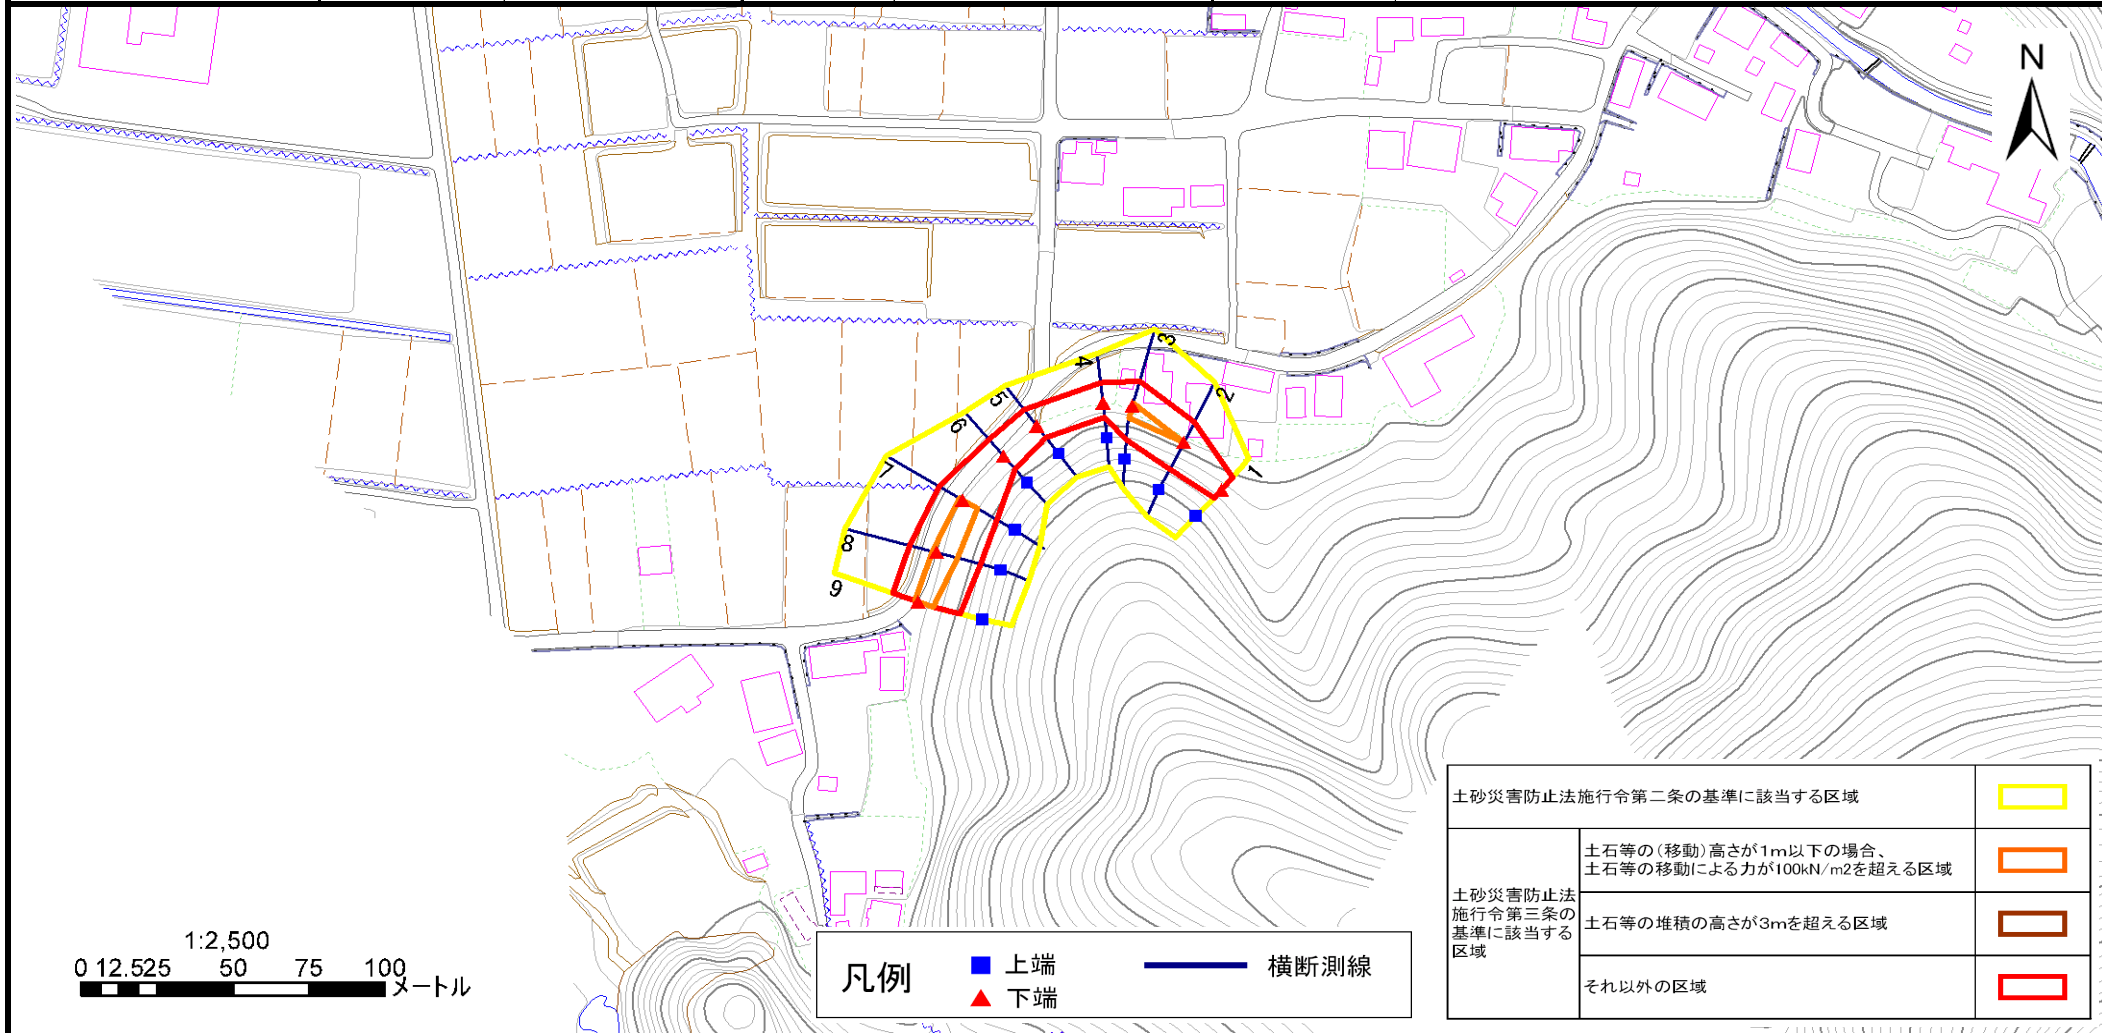 N
3
4
2
5
6
1
7
8
9
1:2,500
0 12.525 50 75 100
メートル
凡例
上端
下端
横断測線
土砂災害防止法施行令第二条の基準に該当する区域
土砂災害防止法
施行令第三条の
基準に該当する
区域
土石等の(移動)高さが1m以下の場合、
土石等の移動による力が100kN/m2を超える区域
土石等の堆積の高さが3mを超える区域
それ以外の区域